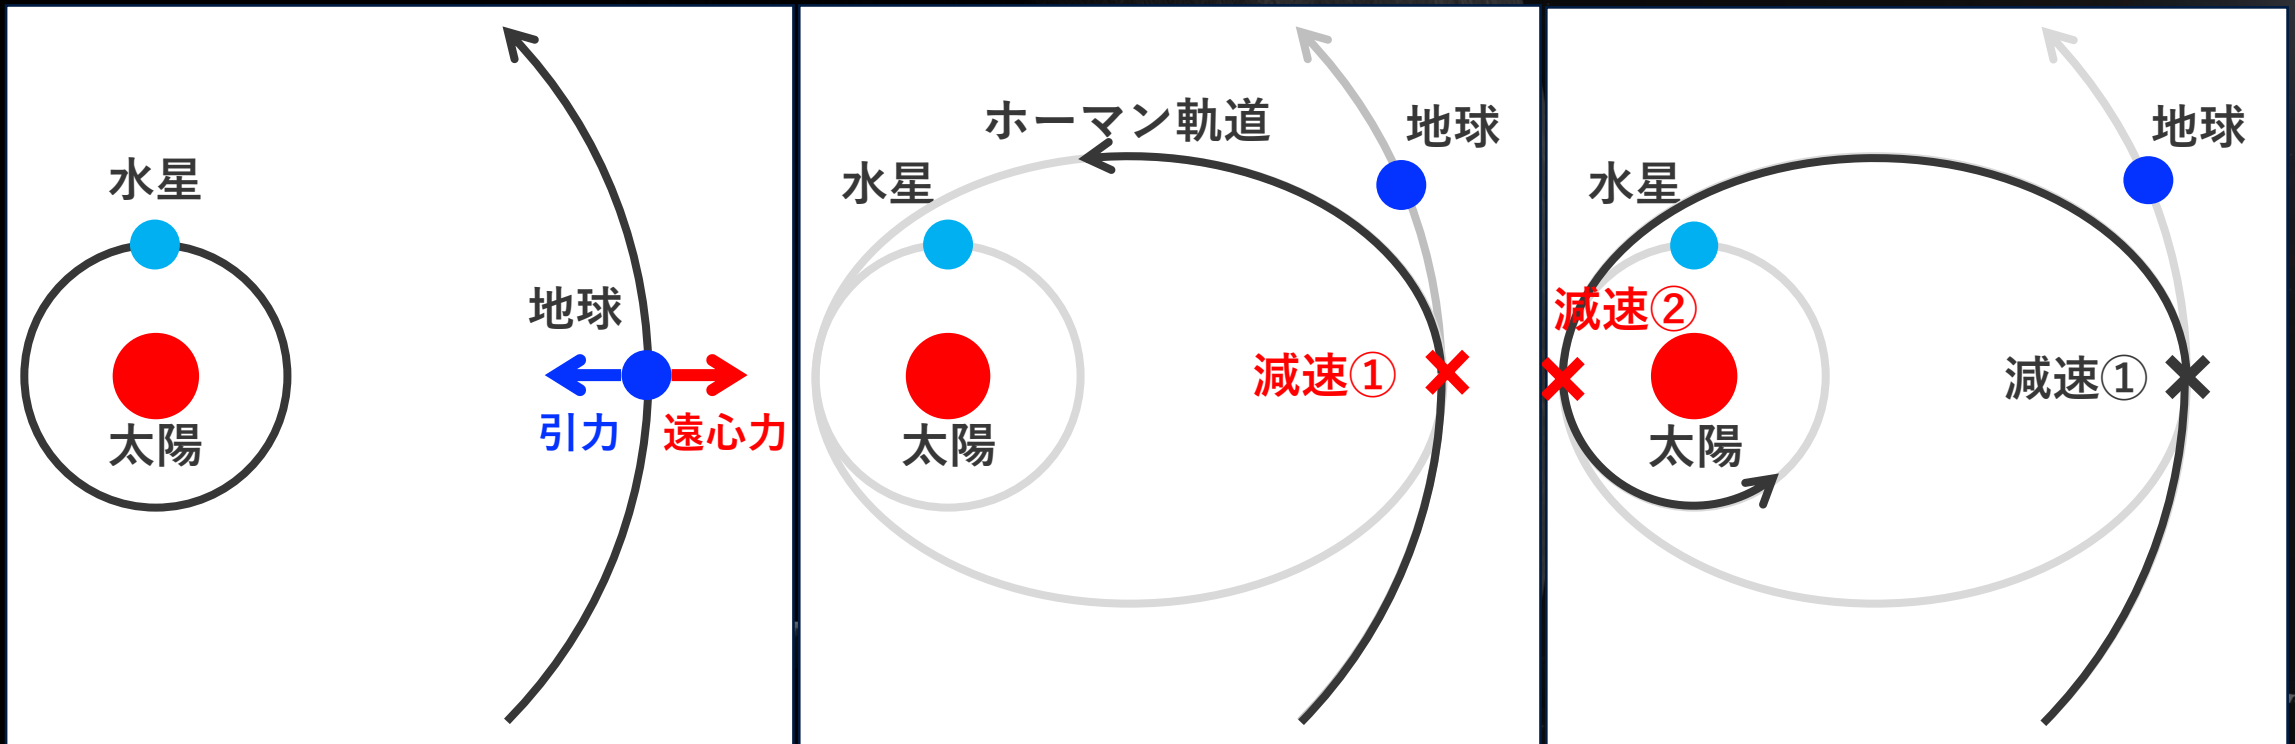 水星
地球
引力
遠心力
太陽
ホーマン軌道
地球
水星
減速①
太陽
地球
水星
減速②
減速①
太陽